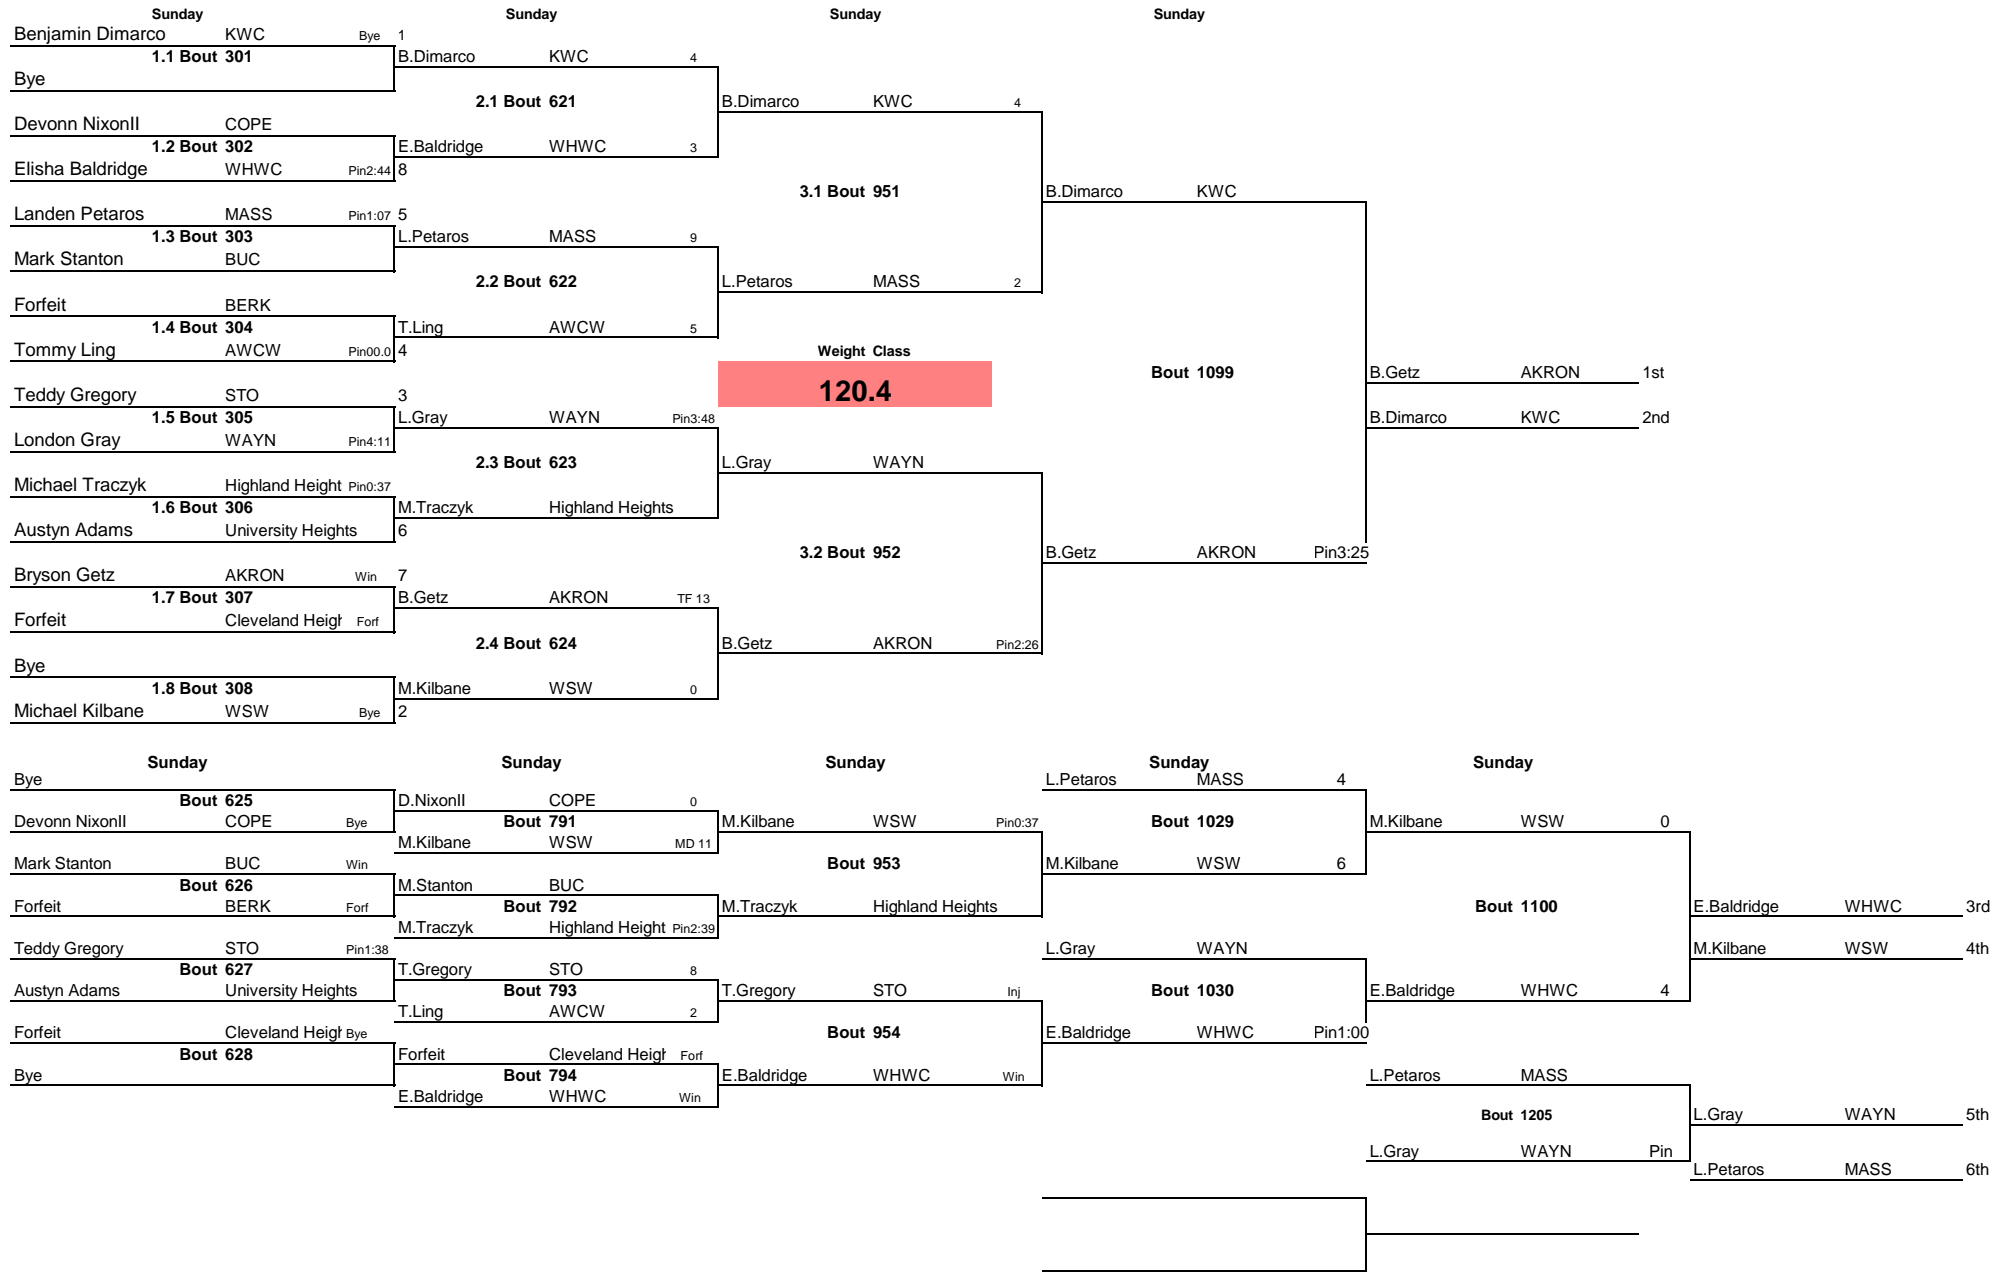 Sunday Sunday Sunday Sunday
Benjamin Dimarco KWC Bye 1
1.1 Bout 301 B.Dimarco KWC 4
Bye
2.1 Bout 621 B.Dimarco KWC 4
Devonn NixonII COPE
1.2 Bout 302 E.Baldridge WHWC 3
Elisha Baldridge WHWC Pin2:44 8
3.1 Bout 951 B.Dimarco KWC
Landen Petaros MASS Pin1:07 5
1.3 Bout 303 L.Petaros MASS 9
Mark Stanton BUC
2.2 Bout 622 L.Petaros MASS 2
Forfeit BERK
1.4 Bout 304 T.Ling AWCW 5
Tommy Ling AWCW Pin00.0 4 Weight Class
Bout 1099 B.Getz AKRON 1st
Teddy Gregory STO 3 120.4
1.5 Bout 305 L.Gray WAYN Pin3:48 B.Dimarco KWC 2nd
London Gray WAYN Pin4:11
2.3 Bout 623 L.Gray WAYN
Michael Traczyk Highland Height Pin0:37
1.6 Bout 306 M.Traczyk Highland Heights
Austyn Adams University Heights 6
3.2 Bout 952 B.Getz AKRON Pin3:25
Bryson Getz AKRON Win 7
1.7 Bout 307 B.Getz AKRON TF 13
Forfeit Cleveland Heigh Forf
2.4 Bout 624 B.Getz AKRON Pin2:26
Bye
1.8 Bout 308 M.Kilbane WSW 0
Michael Kilbane WSW Bye 2
Sunday Sunday Sunday Sunday Sunday
Bye L.Petaros MASS 4
Bout 625 D.NixonII COPE 0
Devonn NixonII COPE Bye Bout 791 M.Kilbane WSW Pin0:37 Bout 1029 M.Kilbane WSW 0
M.Kilbane WSW MD 11
Mark Stanton BUC Win Bout 953 M.Kilbane WSW 6
Bout 626 M.Stanton BUC
Forfeit BERK Forf Bout 792 M.Traczyk Highland Heights Bout 1100 E.Baldridge WHWC 3rd
M.Traczyk Highland Height Pin2:39
Teddy Gregory STO Pin1:38 L.Gray WAYN M.Kilbane WSW 4th
Bout 627 T.Gregory STO 8
Austyn Adams University Heights Bout 793 T.Gregory STO Inj Bout 1030 E.Baldridge WHWC 4
T.Ling AWCW 2
Forfeit Cleveland Heigh Bye Bout 954 E.Baldridge WHWC Pin1:00
Bout 628 Forfeit Cleveland Heigh Forf
Bye Bout 794 E.Baldridge WHWC Win L.Petaros MASS
E.Baldridge WHWC Win
Bout 1205 L.Gray WAYN 5th
L.Gray WAYN Pin
L.Petaros MASS 6th